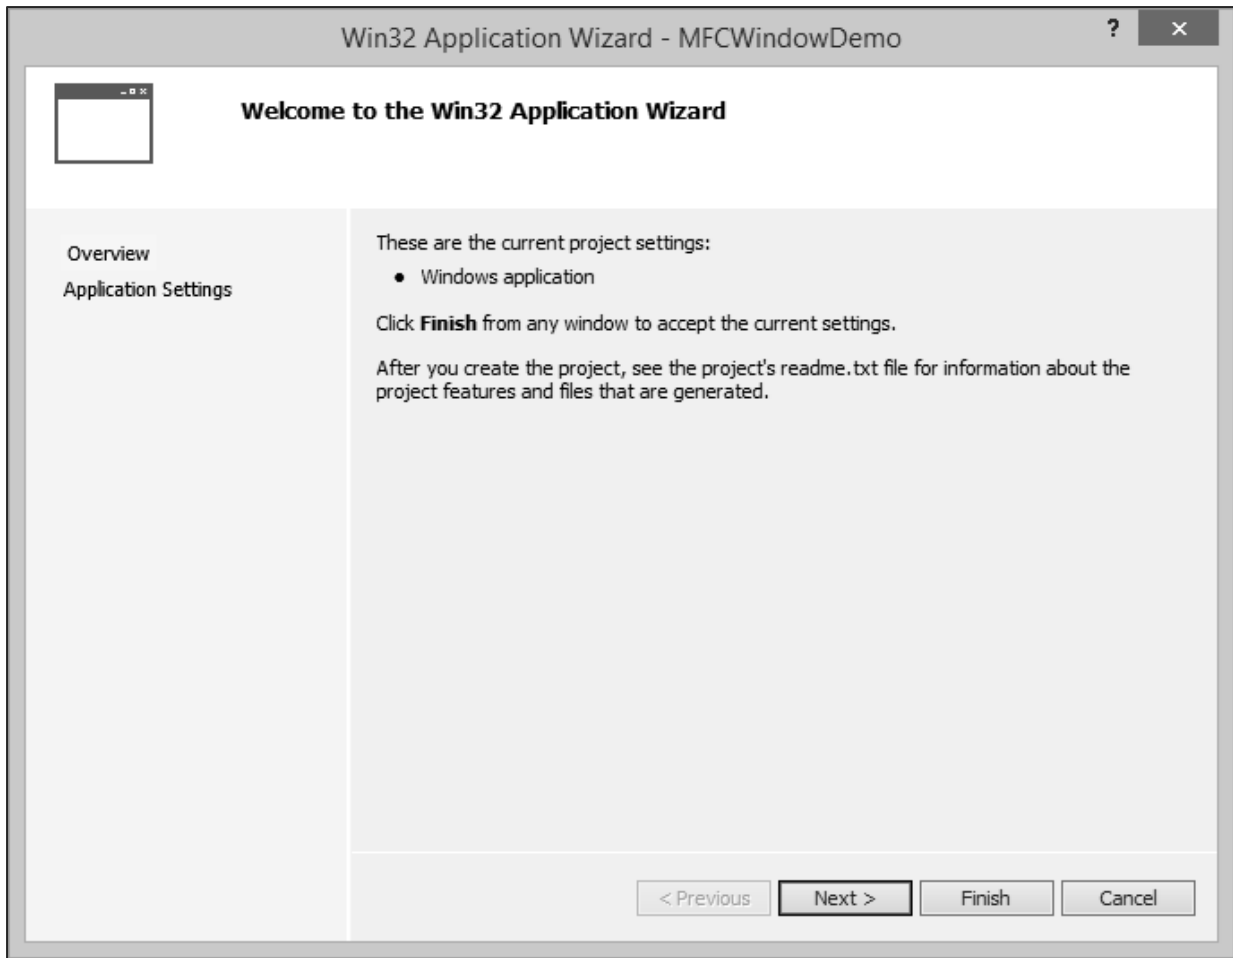 Win32 Application Wizard - MFCWindowDemo
?
Welcome to the Win32 Application Wizard
Overview
Application Settings
These are the current project settings:
● Windows application
Click Finish from any window to accept the current settings.
After you create the project, see the project's readme.txt file for information about the
project features and files that are generated.
< Previous
Next >
Finish
Cancel